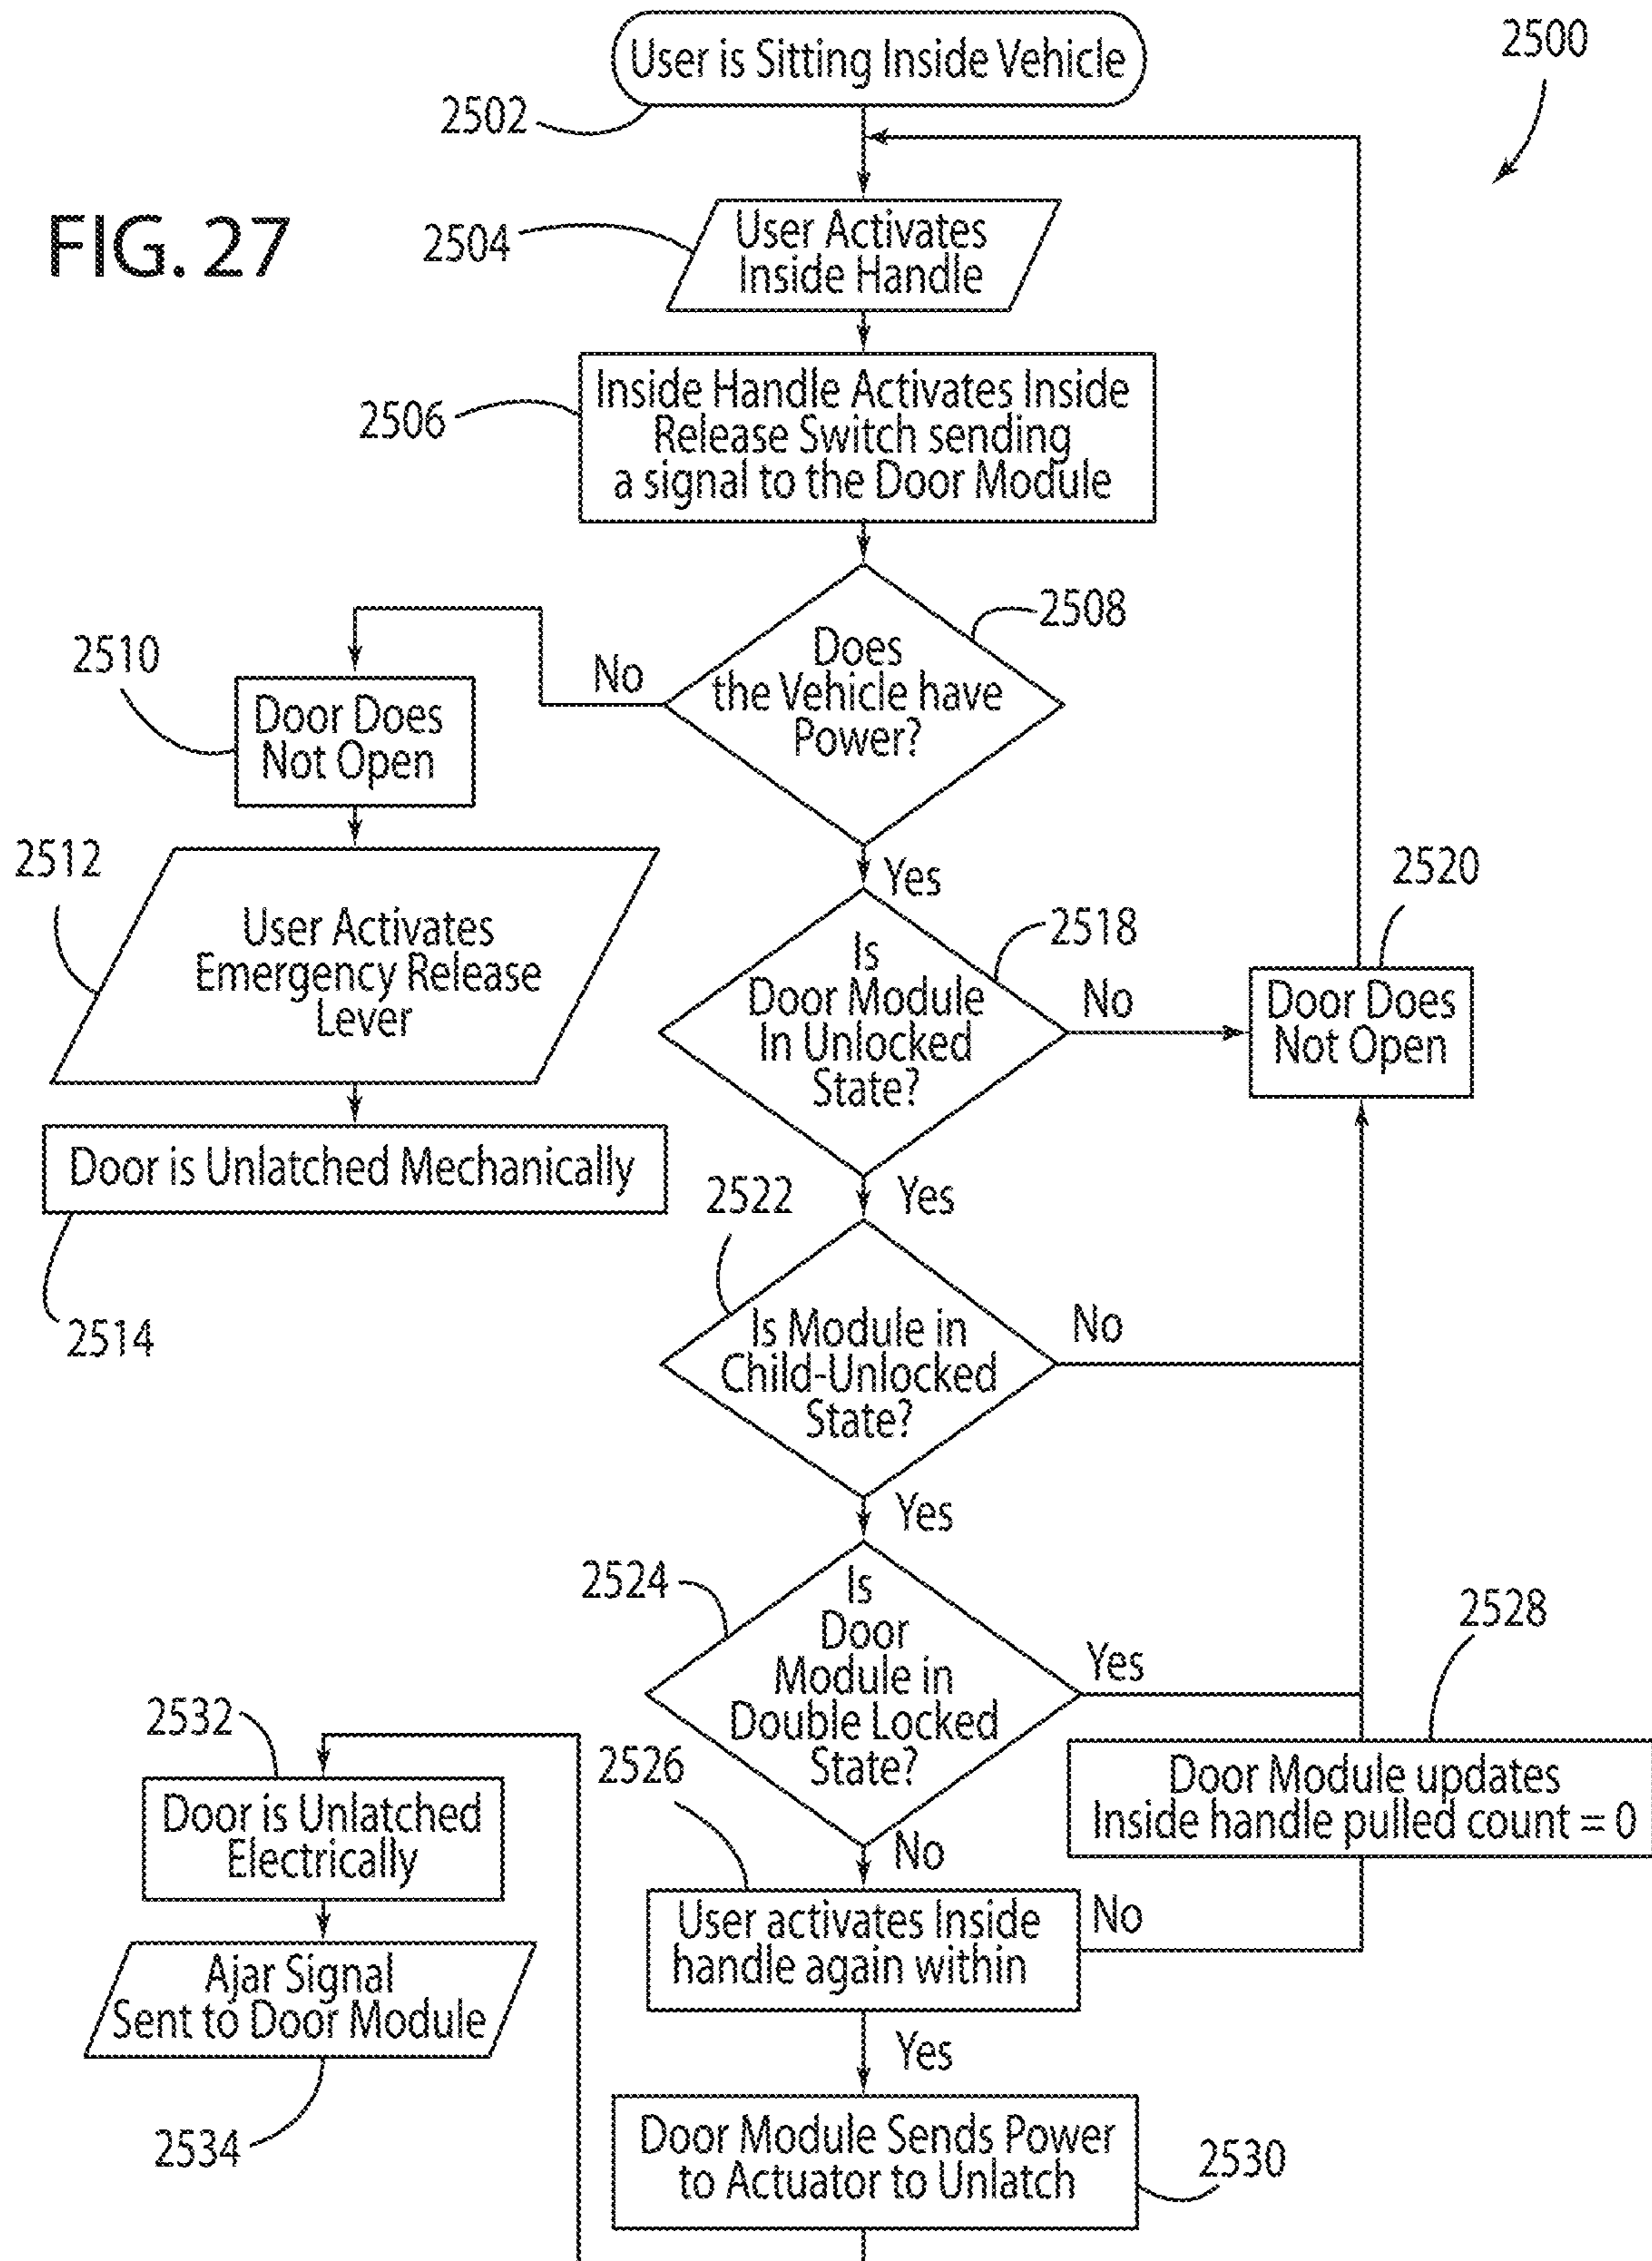 User is Sitting Inside Vehicle
2500
2502
FIG. 27
2504
User Activates
Inside Handle
2506
Inside Handle Activates Inside
Release Switch sending
a signal to the Door Module
2508
Does
the Vehicle have
Power?
No
Yes
2510
Door Does
Not Open
2512
User Activates
Emergency Release
Lever
Door is Unlatched Mechanically
2514
2518
Is
Door Module
In Unlocked
State?
No
Yes
2520
Door Does
Not Open
2522
Is Module in
Child-Unlocked
State?
No
Yes
2524
Is
Door
Module in
Double Locked
State?
Yes
No
2528
Door Module updates
Inside handle pulled count = 0
2526
User activates Inside
handle again within
No
Yes
Door Module Sends Power
to Actuator to Unlatch
2530
2532
Door is Unlatched
Electrically
Ajar Signal
Sent to Door Module
2534